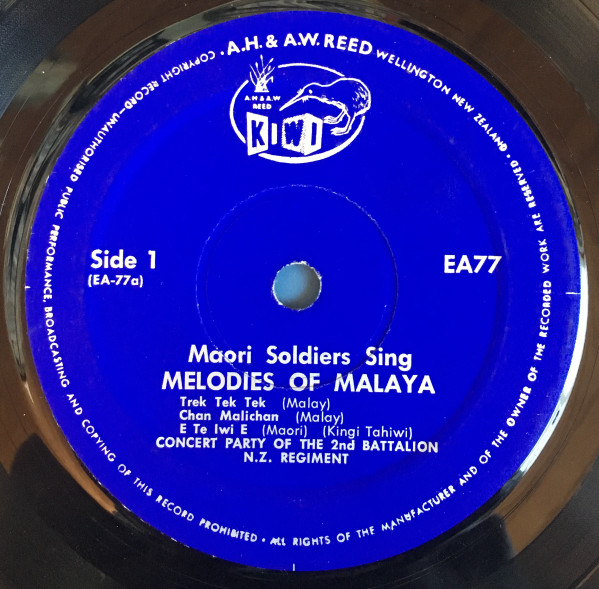 COPYRIGHT RECORD—UNAUTHORISED PUBLIC PERFORMANCE, BROADCASTING AND COPYING OF THIS RECORD PROHIBITED • ALL RIGHTS OF THE MANUFACTURER AND OF THE OWNER OF THE RECORDED WORK ARE RESERVED •
• A.H. & A.W. REED WELLINGTON NEW ZEALAND •
A·H & A·W
REED
KIWI
Side 1
(EA-77a)
EA77
Maori Soldiers Sing
MELODIES OF MALAYA
Trek Tek Tek (Malay)
Chan Malichan (Malay)
E Te Iwi E (Maori) (Kingi Tahiwi)
CONCERT PARTY OF THE 2nd BATTALION
N.Z. REGIMENT